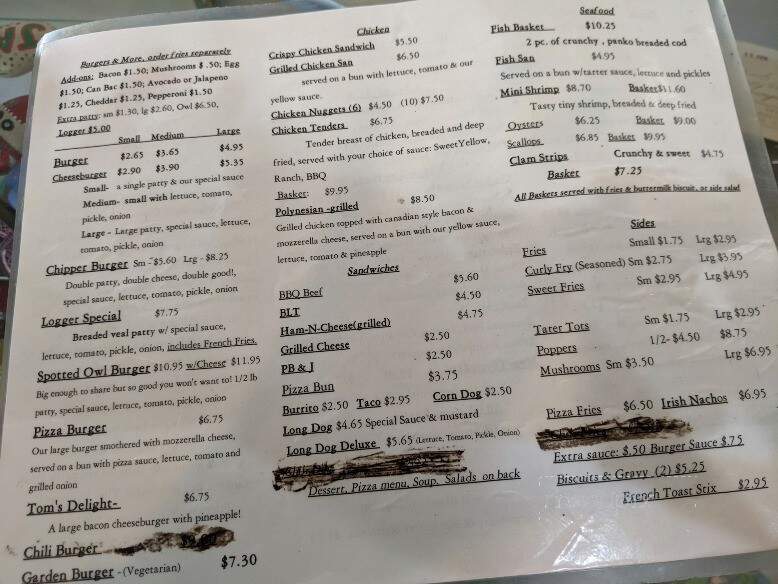 Burgers & More, order fries separately
Add-ons: Bacon $1.50; Mushrooms $ .50; Egg
$1.50; Can Bac $1.50; Avocado or Jalapeno
$1.25, Cheddar $1.25, Pepperoni $1.50
Extra patty: sm $1.30, lg $2.60, Owl $6.50,
Logger $5.00
Small Medium Large
Burger $2.65 $3.65 $4.95
Cheeseburger $2.90 $3.90 $5.35
Small- a single patty & our special sauce
Medium- small with lettuce, tomato,
pickle, onion
Large - Large patty, special sauce, lettuce,
tomato, pickle, onion
Chipper Burger Sm -$5.60 Lrg - $8.25
Double patty, double cheese, double good!,
special sauce, lettuce, tomato, pickle, onion
Logger Special $7.75
Breaded veal patty w/ special sauce,
lettuce, tomato, pickle, onion, includes French Fries.
Spotted Owl Burger $10.95 w/Cheese $11.95
Big enough to share but so good you won't want to! 1/2 lb
patty, special sauce, lettuce, tomato, pickle, onion
Pizza Burger $6.75
Our large burger smothered with mozzerella cheese,
served on a bun with pizza sauce, lettuce, tomato and
grilled onion
Tom's Delight- $6.75
A large bacon cheeseburger with pineapple!
Chili Burger
Garden Burger - (Vegetarian) $7.30
Chicken
Crispy Chicken Sandwich $5.50
Grilled Chicken San $6.50
served on a bun with lettuce, tomato & our
yellow sauce.
Chicken Nuggets (6) $4.50 (10) $7.50
Chicken Tenders $6.75
Tender breast of chicken, breaded and deep
fried, served with your choice of sauce: SweetYellow,
Ranch, BBQ
Basket: $9.95
Polynesian -grilled $8.50
Grilled chicken topped with canadian style bacon &
mozzerella cheese, served on a bun with our yellow sauce,
lettuce, tomato & pineapple
Sandwiches
BBQ Beef $5.60
BLT $4.50
Ham-N-Cheese(grilled) $4.75
Grilled Cheese $2.50
PB & J $2.50
Pizza Bun $3.75
Burrito $2.50 Taco $2.95 Corn Dog $2.50
Long Dog $4.65 Special Sauce & mustard
Long Dog Deluxe $5.65 (Lettuce, Tomato, Pickle, Onion)
Dessert, Pizza menu, Soup, Salads on back
Seafood
Fish Basket $10.25
2 pc. of crunchy , panko breaded cod
Fish San $4.95
Served on a bun w/tarter sauce, lettuce and pickles
Mini Shrimp $8.70 Basket$11.60
Tasty tiny shrimp, breaded & deep fried
Oysters $6.25 Basket $9.00
Scallops $6.85 Basket $9.95
Clam Strips Crunchy & sweet $4.75
Basket $7.25
All Baskets served with fries & buttermilk biscuit, or side salad
Sides
Fries Small $1.75 Lrg $2.95
Curly Fry (Seasoned) Sm $2.75 Lrg $3.95
Sweet Fries Sm $2.95 Lrg $4.95
Tater Tots Sm $1.75 Lrg $2.95
Poppers 1/2- $4.50 $8.75
Mushrooms Sm $3.50 Lrg $6.95
Pizza Fries $6.50 Irish Nachos $6.95
Extra sauce: $.50 Burger Sauce $.75
Biscuits & Gravy (2) $5.25
French Toast Stix $2.95